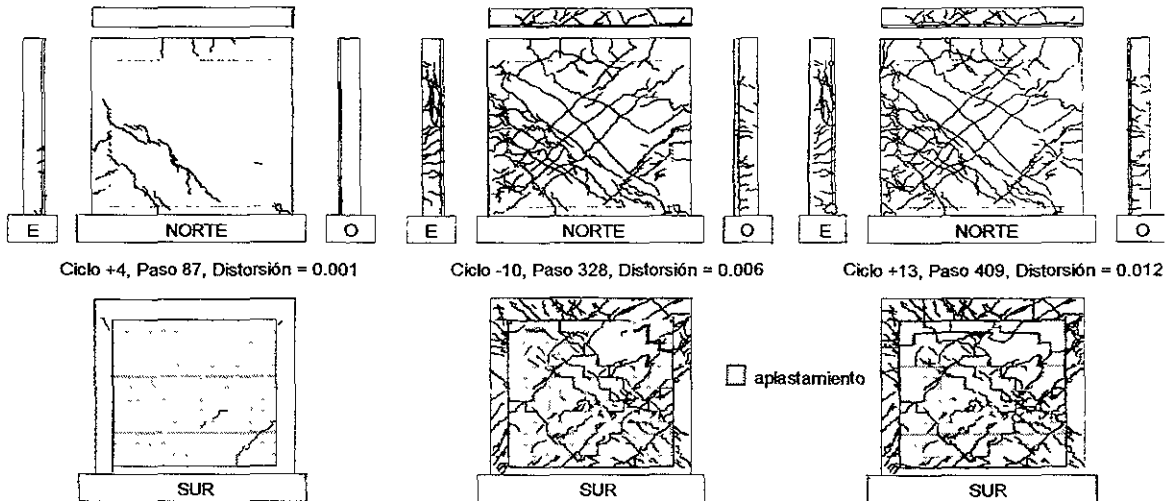 E NORTE O E NORTE O E NORTE O
Ciclo +4, Paso 87, Distorsión = 0.001
Ciclo -10, Paso 328, Distorsión = 0.006
Ciclo +13, Paso 409, Distorsión = 0.012
aplastamiento
SUR SUR SUR